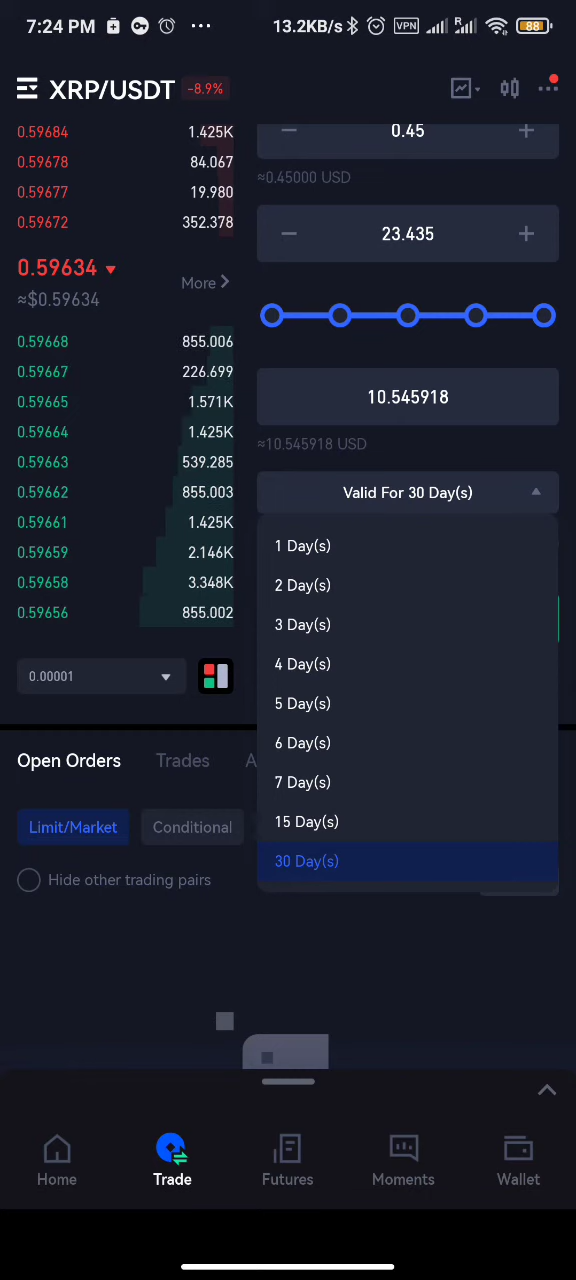 7:24 PM 13.2KB/s VPN R 88
XRP/USDT -8.9%
0.59684 1.425K
0.59678 84.067
0.59677 19.980
0.59672 352.378
0.59634
≈$0.59634
More
0.59668 855.006
0.59667 226.699
0.59665 1.571K
0.59664 1.425K
0.59663 539.285
0.59662 855.003
0.59661 1.425K
0.59659 2.146K
0.59658 3.348K
0.59656 855.002
0.00001
— 0.45 +
≈0.45000 USD
— 23.435 +
10.545918
≈10.545918 USD
Valid For 30 Day(s)
1 Day(s)
2 Day(s)
3 Day(s)
4 Day(s)
5 Day(s)
6 Day(s)
7 Day(s)
15 Day(s)
30 Day(s)
Open Orders Trades A
Limit/Market Conditional
Hide other trading pairs
Home Trade Futures Moments Wallet